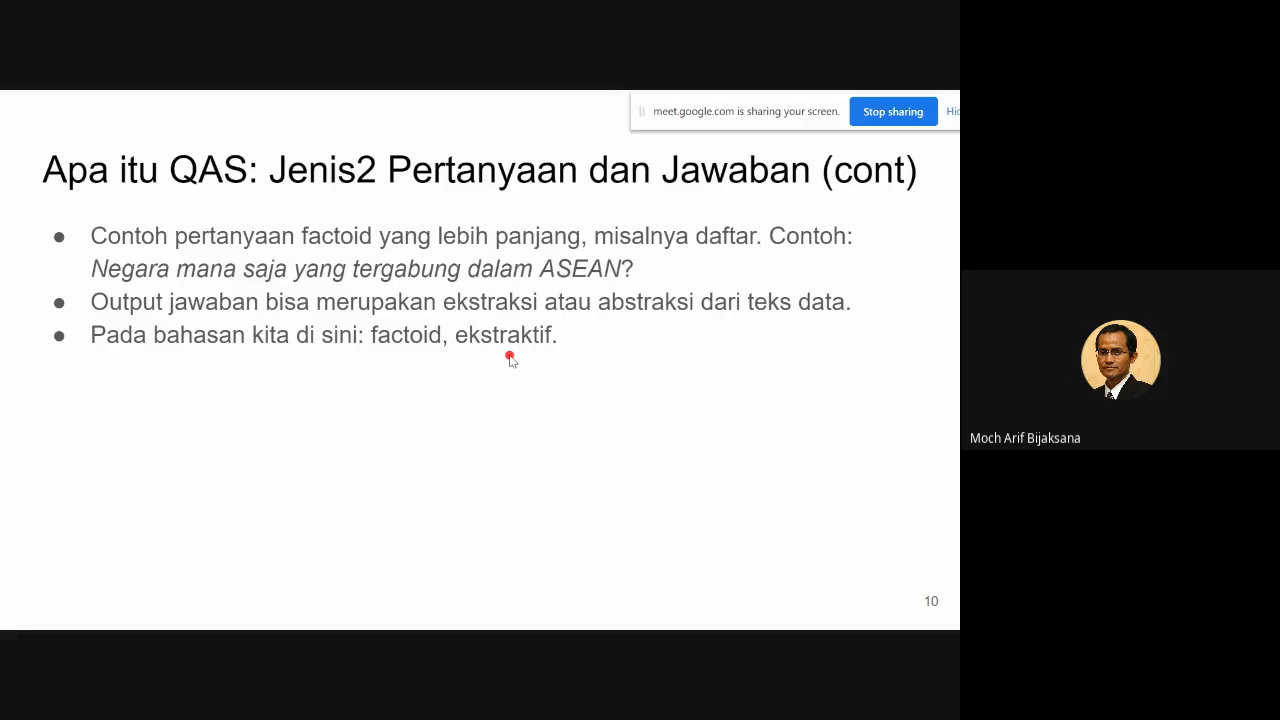 meet.google.com is sharing your screen. Stop sharing
Apa itu QAS: Jenis2 Pertanyaan dan Jawaban (cont)
● Contoh pertanyaan factoid yang lebih panjang, misalnya daftar. Contoh:
Negara mana saja yang tergabung dalam ASEAN?
● Output jawaban bisa merupakan ekstraksi atau abstraksi dari teks data.
● Pada bahasan kita di sini: factoid, ekstraktif.
Moch Arif Bijaksana
10